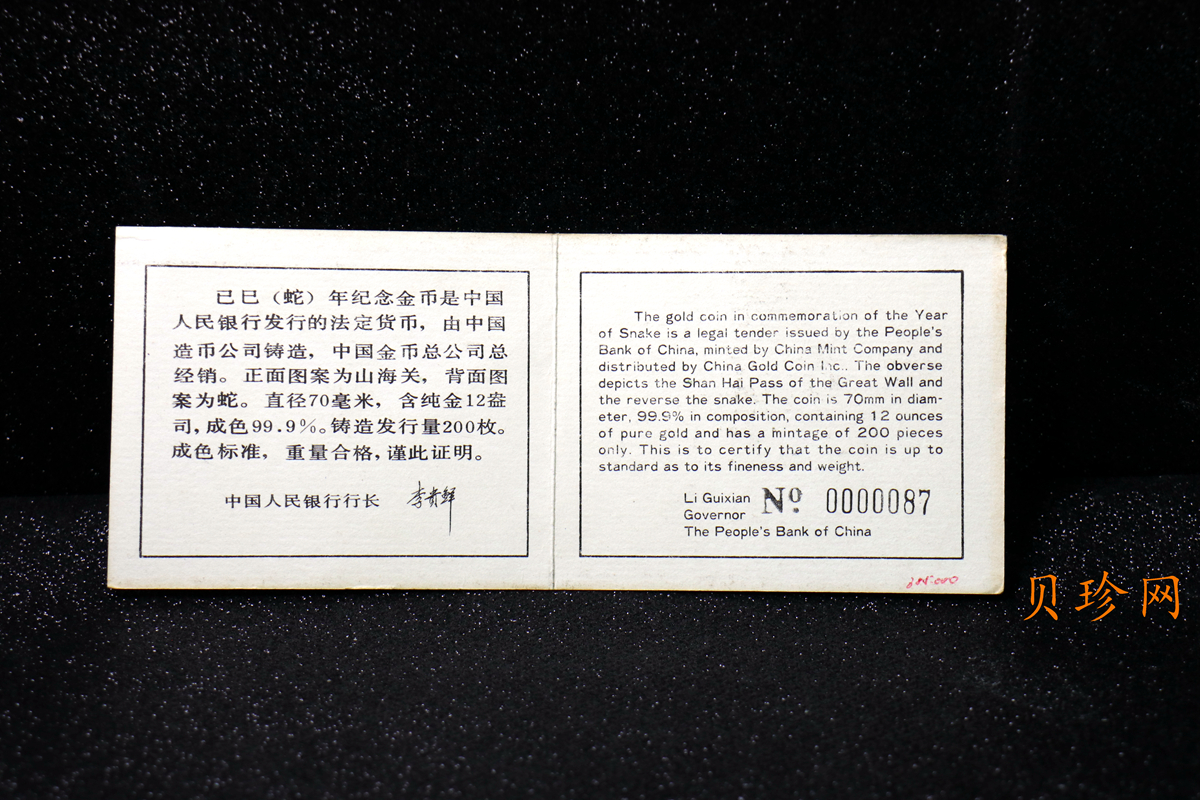 已巳（蛇）年纪念金币是中国
人民银行发行的法定货币，由中国
造币公司铸造，中国金币总公司总
经销。正面图案为山海关，背面图
案为蛇。直径70毫米，含纯金12盎
司，成色99.9%。铸造发行量200枚。
成色标准，重量合格，谨此证明。
中国人民银行行长 李贵鲜
The gold coin in commemoration of the Year
of Snake is a legal tender issued by the People's
Bank of China, minted by China Mint Company and
distributed by China Gold Coin Inc.. The obverse
depicts the Shan Hai Pass of the Great Wall and
the reverse the snake. The coin is 70mm in diam-
eter, 99.9% in composition, containing 12 ounces
of pure gold and has a mintage of 200 pieces
only. This is to certify that the coin is up to
standard as to its fineness and weight.
Li Guixian
Governor
The People's Bank of China
Nº 0000087
贝珍网